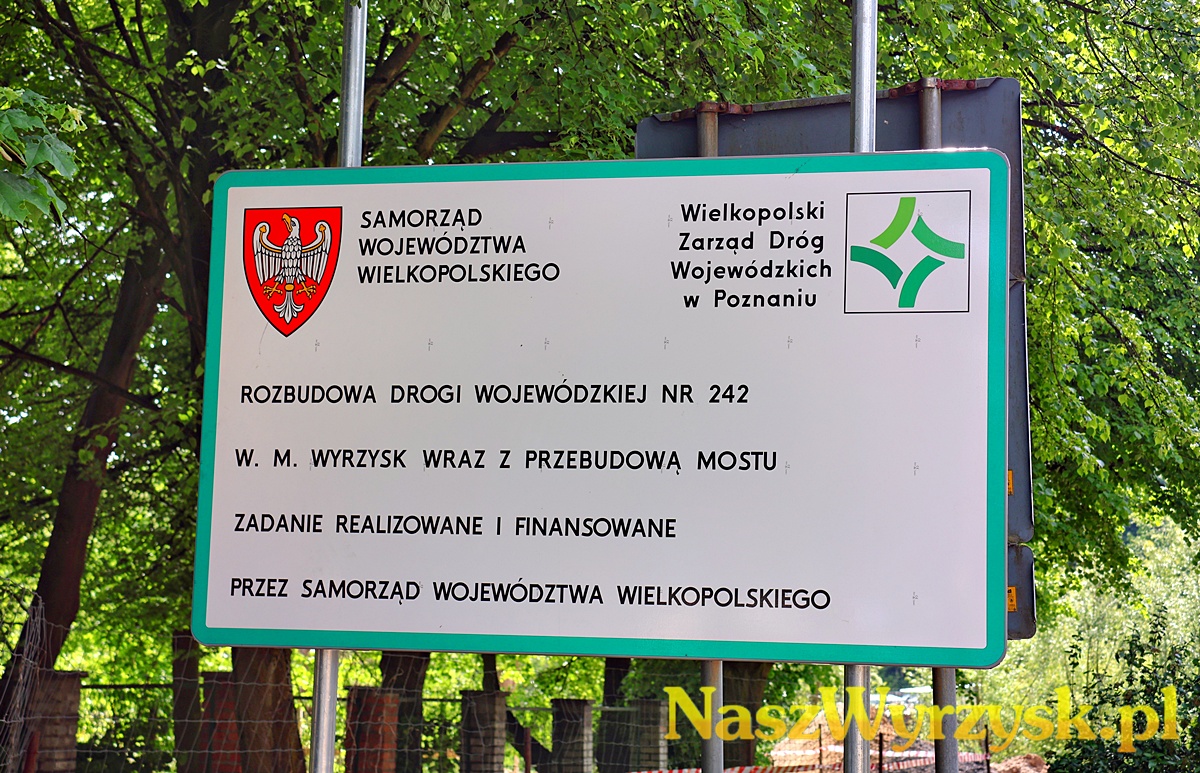 SAMORZĄD
WOJEWÓDZTWA
WIELKOPOLSKIEGO
Wielkopolski
Zarząd Dróg
Wojewódzkich
w Poznaniu
ROZBUDOWA DROGI WOJEWÓDZKIEJ NR 242
W. M. WYRZYSK WRAZ Z PRZEBUDOWĄ MOSTU
ZADANIE REALIZOWANE I FINANSOWANE
PRZEZ SAMORZĄD WOJEWÓDZTWA WIELKOPOLSKIEGO
NaszWyrzysk.pl